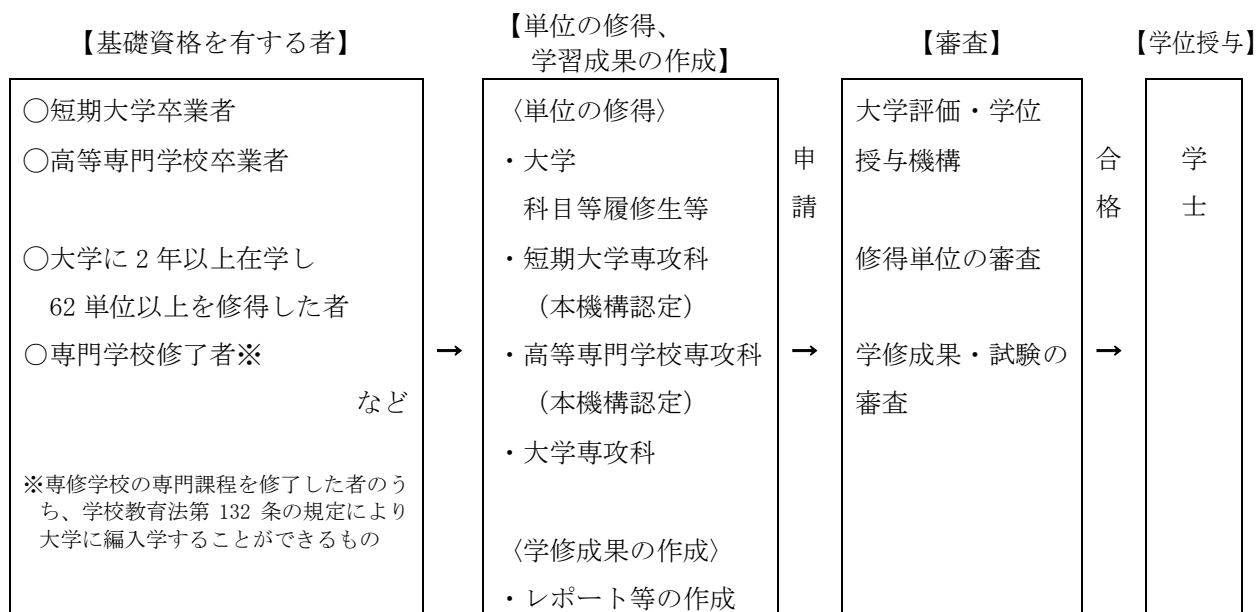 【基礎資格を有する者】
【単位の修得、
学習成果の作成】
【審査】
【学位授与】
○短期大学卒業者
○高等専門学校卒業者
○大学に 2 年以上在学し
62 単位以上を修得した者
○専門学校修了者※
など
※専修学校の専門課程を修了した者のう
ち、学校教育法第 132 条の規定により
大学に編入学することができるもの
→
〈単位の修得〉
・大学
科目等履修生等
・短期大学専攻科
（本機構認定）
・高等専門学校専攻科
（本機構認定）
・大学専攻科
〈学修成果の作成〉
・レポート等の作成
申
請
→
大学評価・学位
授与機構
修得単位の審査
学修成果・試験の
審査
合
格
→
学
士